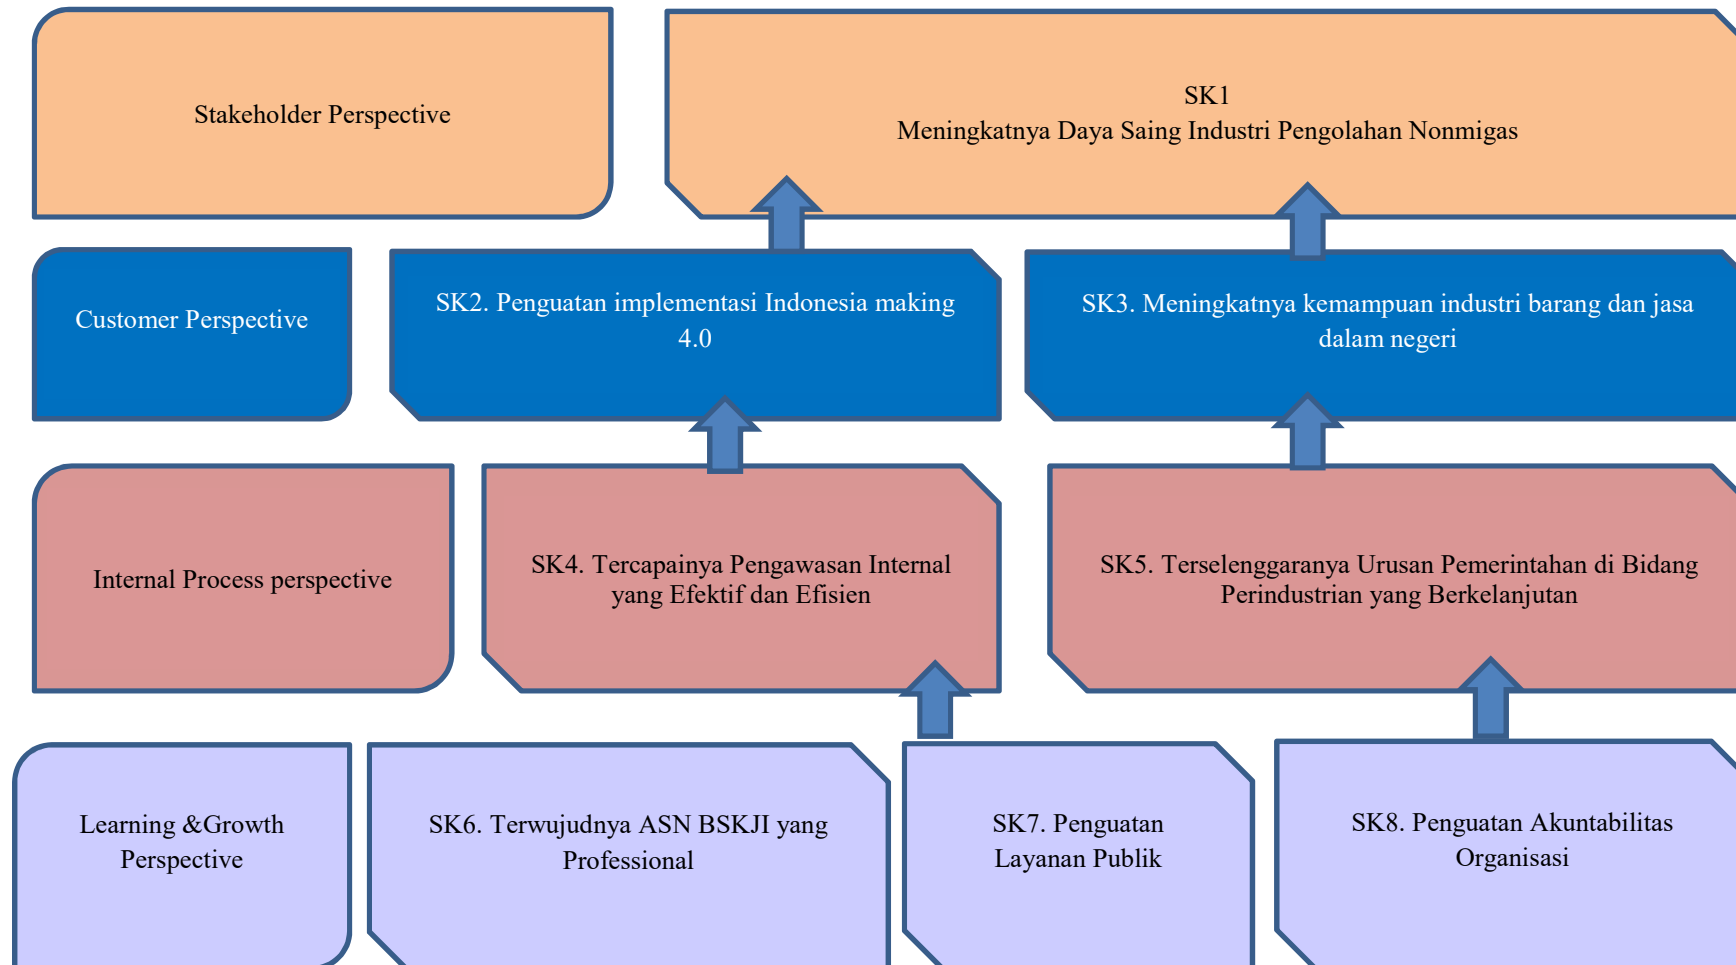 Stakeholder Perspective
SK1
Meningkatnya Daya Saing Industri Pengolahan Nonmigas
Customer Perspective
SK2. Penguatan implementasi Indonesia making
4.0
SK3. Meningkatnya kemampuan industri barang dan jasa
dalam negeri
Internal Process perspective
SK4. Tercapainya Pengawasan Internal
yang Efektif dan Efisien
SK5. Terselenggaranya Urusan Pemerintahan di Bidang
Perindustrian yang Berkelanjutan
Learning &Growth
Perspective
SK6. Terwujudnya ASN BSKJI yang
Professional
SK7. Penguatan
Layanan Publik
SK8. Penguatan Akuntabilitas
Organisasi